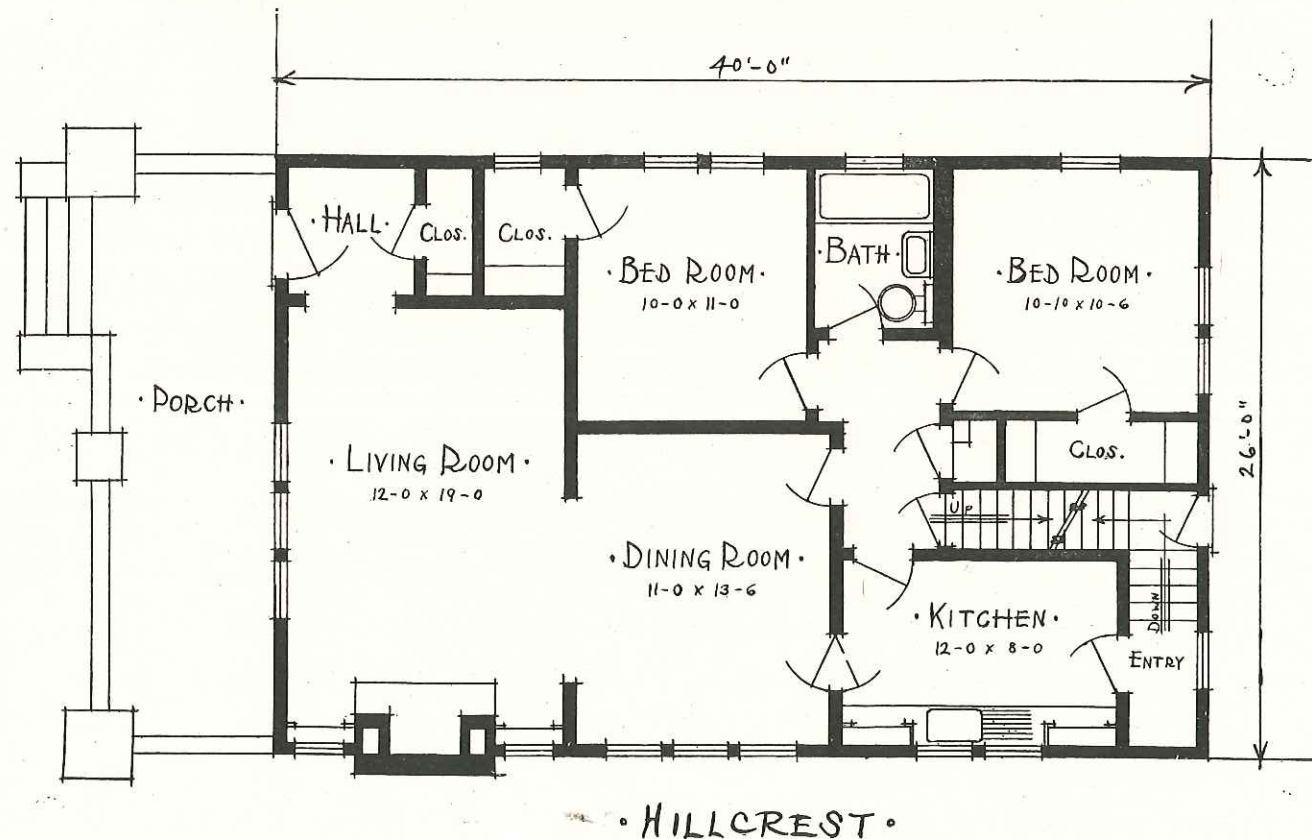 40'-0"
· HALL ·
CLOS.
CLOS.
· BED ROOM ·
10-0 x 11-0
· BATH ·
· BED ROOM ·
10-10 x 10-6
· PORCH ·
· LIVING ROOM ·
12-0 x 19-0
CLOS.
26'-0"
UP
· DINING ROOM ·
11-0 x 13-6
· KITCHEN ·
12-0 x 8-0
DOWN
ENTRY
· HILLCREST ·